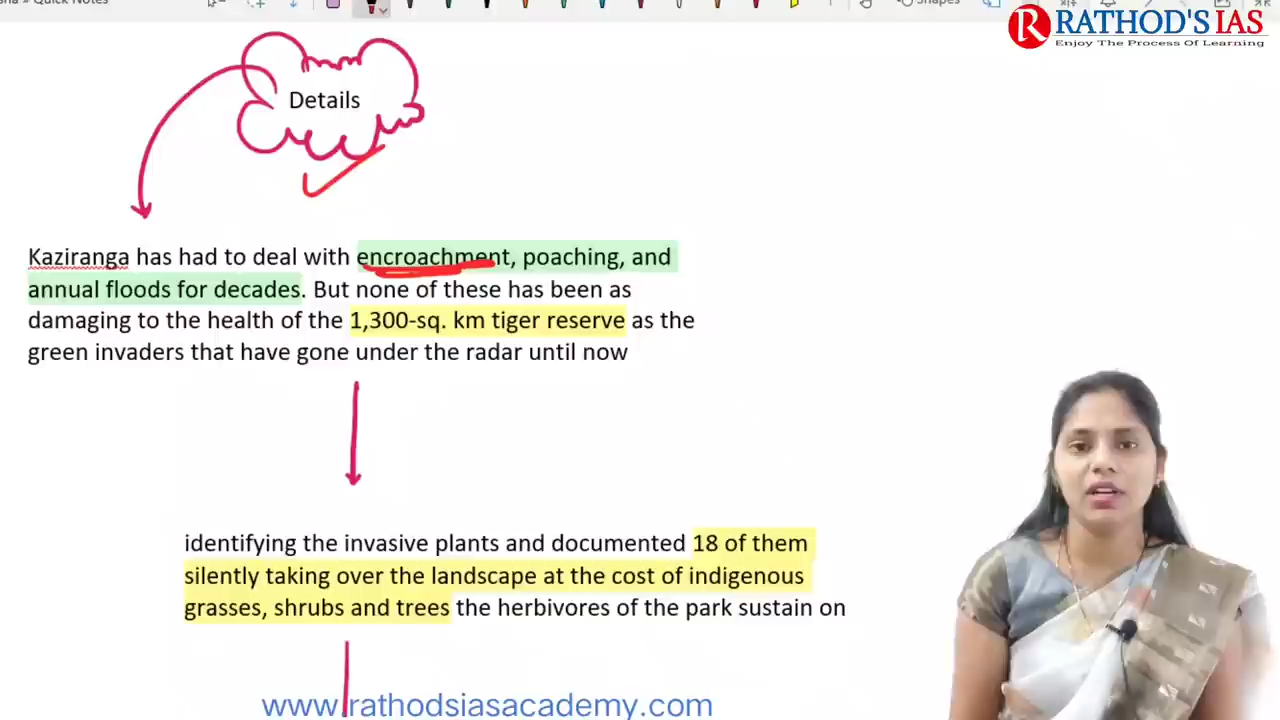 Quick Notes
Shapes
RATHOD'S IAS
Enjoy The Process Of Learning
Details
Kaziranga has had to deal with encroachment, poaching, and
annual floods for decades. But none of these has been as
damaging to the health of the 1,300-sq. km tiger reserve as the
green invaders that have gone under the radar until now
identifying the invasive plants and documented 18 of them
silently taking over the landscape at the cost of indigenous
grasses, shrubs and trees the herbivores of the park sustain on
www.rathodsiasacademy.com